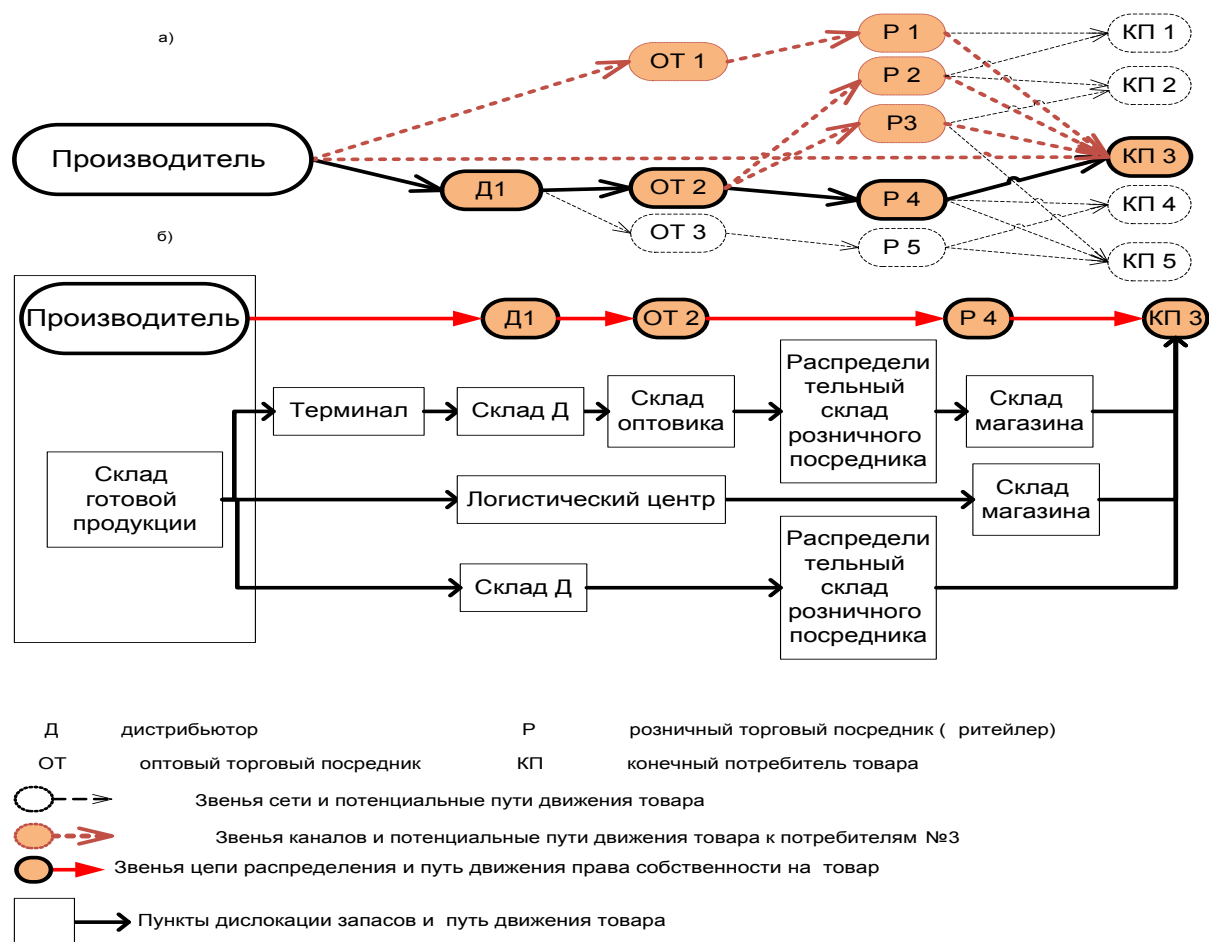 а)
Р 1
КП 1
ОТ 1
Р 2
КП 2
Р3
Производитель
КП 3
Д1
ОТ 2
Р 4
КП 4
б)
ОТ 3
Р 5
КП 5
Производитель
Д1
ОТ 2
Р 4
КП 3
Терминал
Склад Д
Склад
оптовика
Распредели
тельный
склад
розничного
посредника
Склад
магазина
Склад
готовой
продукции
Логистический центр
Склад
магазина
Склад Д
Распредели
тельный
склад
розничного
посредника
Д дистрибьютор Р розничный торговый посредник ( ритейлер)
ОТ оптовый торговый посредник КП конечный потребитель товара
Звенья сети и потенциальные пути движения товара
Звенья каналов и потенциальные пути движения товара к потребителям №3
Звенья цепи распределения и путь движения права собственности на товар
Пункты дислокации запасов и путь движения товара